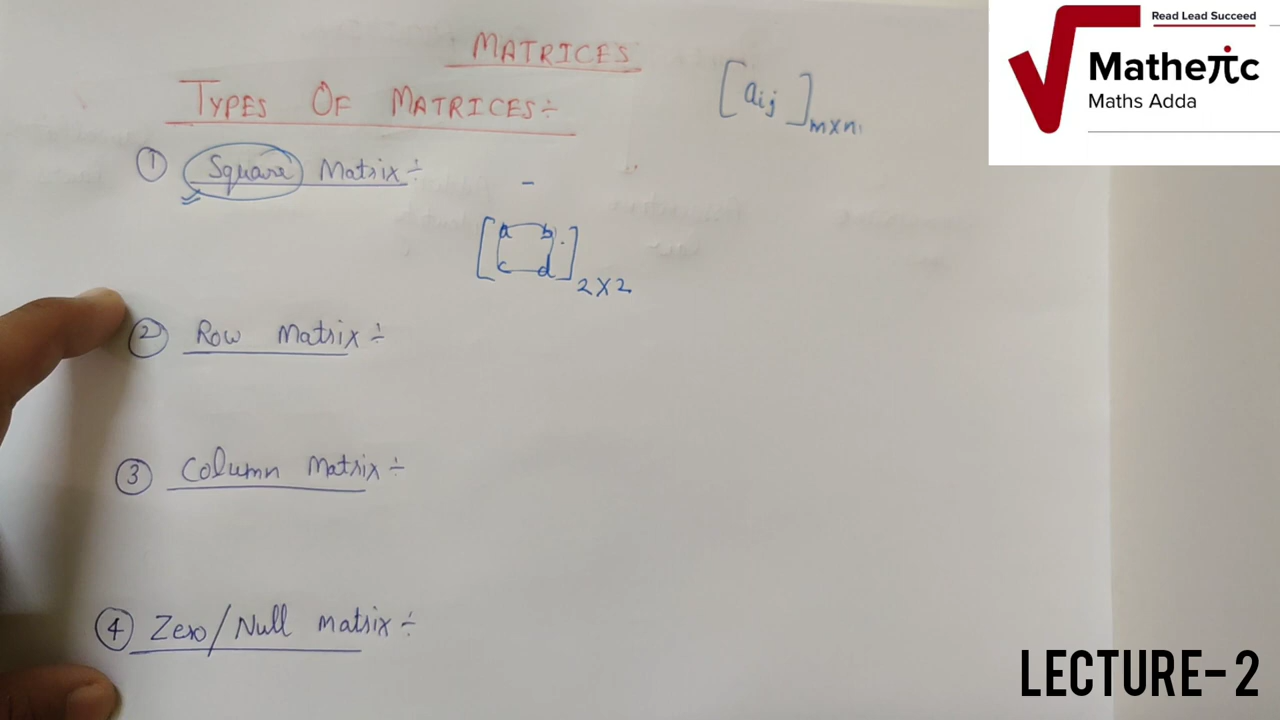 MATRICES
TYPES OF MATRICES÷
[aij]m×n
① Square Matrix÷
[a b
c d]2×2
② Row Matrix÷
③ Column Matrix÷
④ Zero/Null matrix÷
Read Lead Succeed
Matheπc
Maths Adda
LECTURE-2